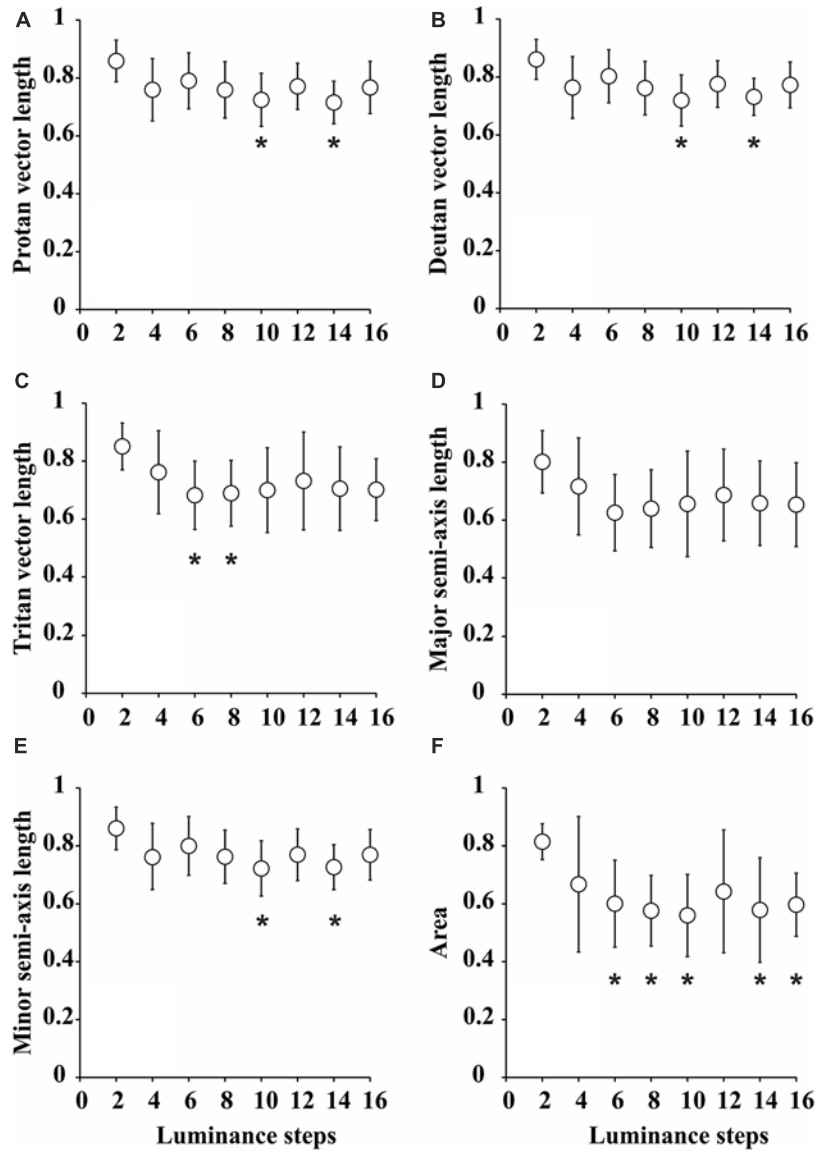 A
Protan vector length
1
0.8
0.6
0.4
0.2
0
* *
0 2 4 6 8 10 12 14 16
B
Deutan vector length
1
0.8
0.6
0.4
0.2
0
* *
0 2 4 6 8 10 12 14 16
C
Tritan vector length
1
0.8
0.6
0.4
0.2
0
* *
0 2 4 6 8 10 12 14 16
D
Major semi-axis length
1
0.8
0.6
0.4
0.2
0
0 2 4 6 8 10 12 14 16
E
Minor semi-axis length
1
0.8
0.6
0.4
0.2
0
* *
0 2 4 6 8 10 12 14 16
Luminance steps
F
Area
1
0.8
0.6
0.4
0.2
0
* * * * *
0 2 4 6 8 10 12 14 16
Luminance steps